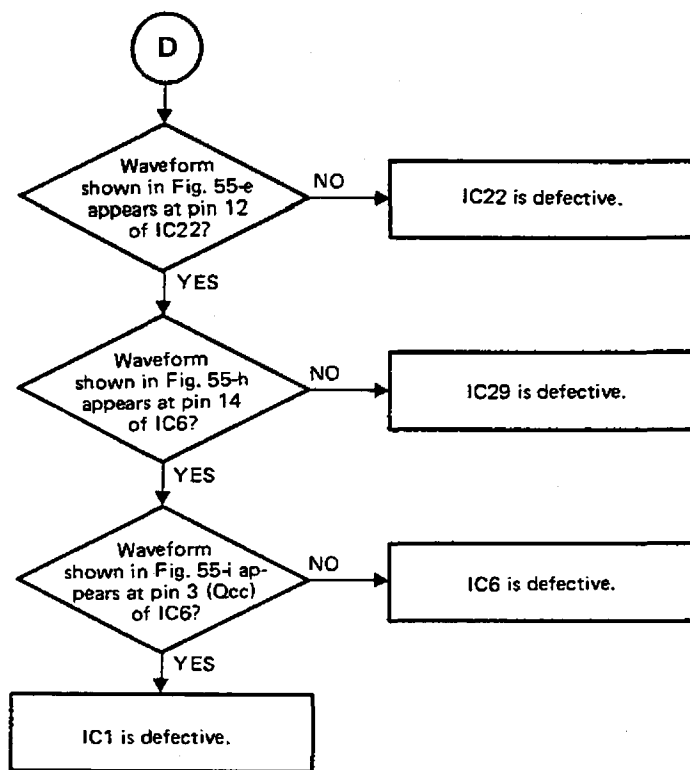 D
Waveform
shown in Fig. 55-e
appears at pin 12
of IC22?
NO
IC22 is defective.
YES
Waveform
shown in Fig. 55-h
appears at pin 14
of IC6?
NO
IC29 is defective.
YES
Waveform
shown in Fig. 55-i ap-
pears at pin 3 (Qcc)
of IC6?
NO
IC6 is defective.
YES
IC1 is defective.